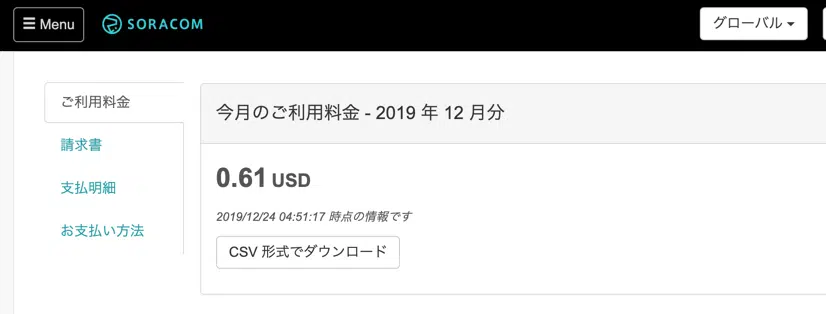 Menu
SORACOM
グローバル
ご利用料金
請求書
支払明細
お支払い方法
今月のご利用料金 - 2019 年 12 月分
0.61 USD
2019/12/24 04:51:17 時点の情報です
CSV 形式でダウンロード